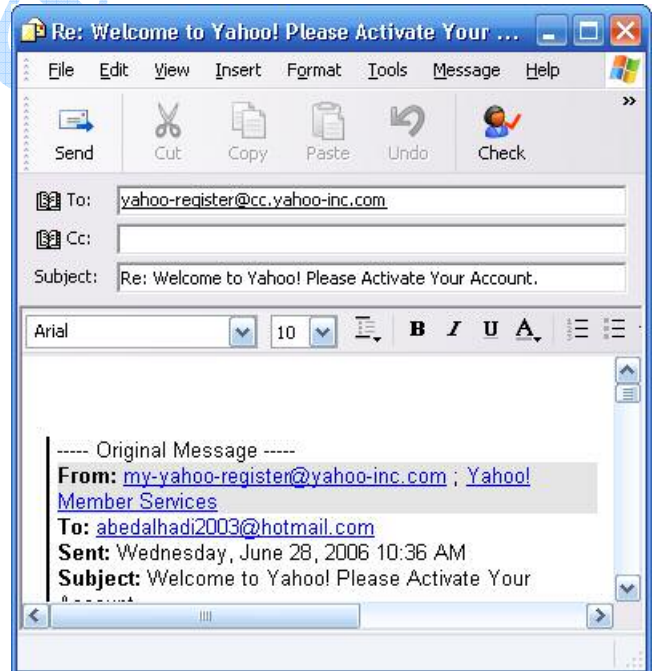 Re: Welcome to Yahoo! Please Activate Your ...
File Edit View Insert Format Tools Message Help
Send Cut Copy Paste Undo Check
To: yahoo-register@cc.yahoo-inc.com
Cc:
Subject: Re: Welcome to Yahoo! Please Activate Your Account.
Arial 10 B I U A
----- Original Message -----
From: my-yahoo-register@yahoo-inc.com ; Yahoo!
Member Services
To: abedalhadi2003@hotmail.com
Sent: Wednesday, June 28, 2006 10:36 AM
Subject: Welcome to Yahoo! Please Activate Your